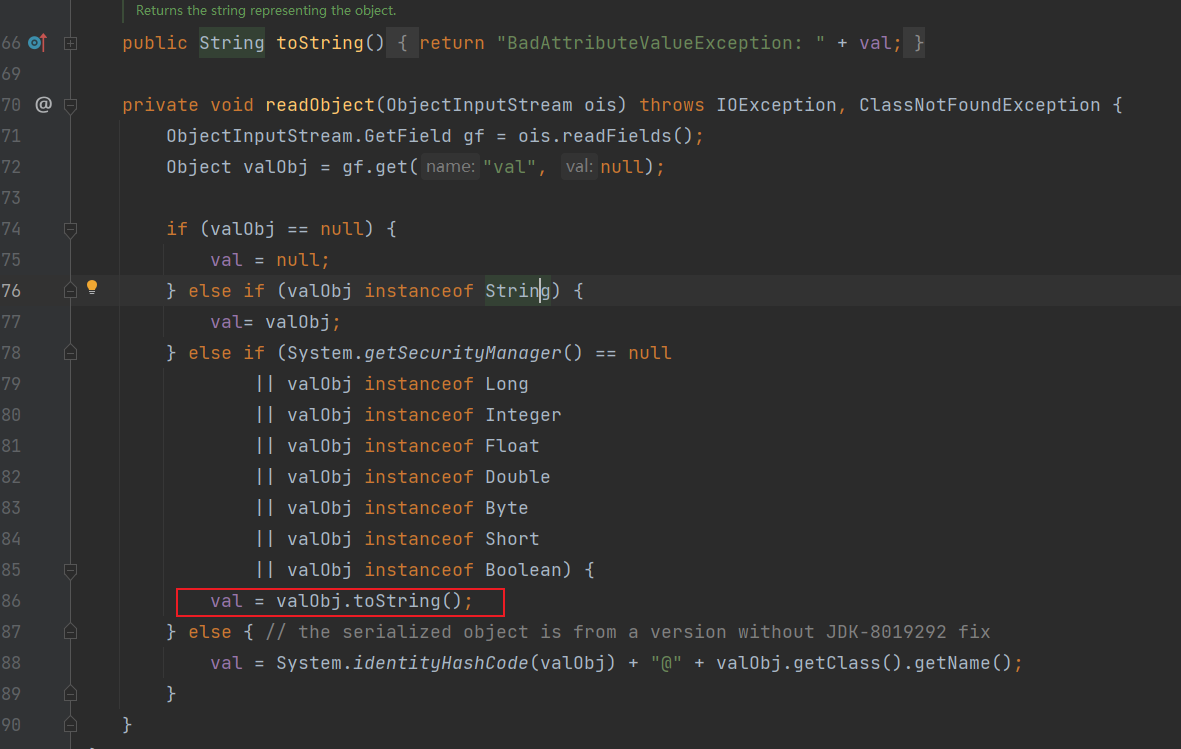 Returns the string representing the object.
66 public String toString() { return "BadAttributeValueException: " + val; }
69
70 @ private void readObject(ObjectInputStream ois) throws IOException, ClassNotFoundException {
71 ObjectInputStream.GetField gf = ois.readFields();
72 Object valObj = gf.get( name: "val", val: null);
73
74 if (valObj == null) {
75 val = null;
76 } else if (valObj instanceof String) {
77 val= valObj;
78 } else if (System.getSecurityManager() == null
79 || valObj instanceof Long
80 || valObj instanceof Integer
81 || valObj instanceof Float
82 || valObj instanceof Double
83 || valObj instanceof Byte
84 || valObj instanceof Short
85 || valObj instanceof Boolean) {
86 val = valObj.toString();
87 } else { // the serialized object is from a version without JDK-8019292 fix
88 val = System.identityHashCode(valObj) + "@" + valObj.getClass().getName();
89 }
90 }